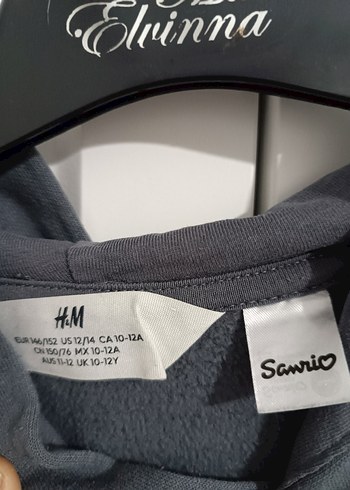 Elvinna
H&M
EUR 146/152 US 12/14 CA 10-12A
CN 150/76 MX 10-12A
AUS 11-12 UK 10-12Y
Sanrio